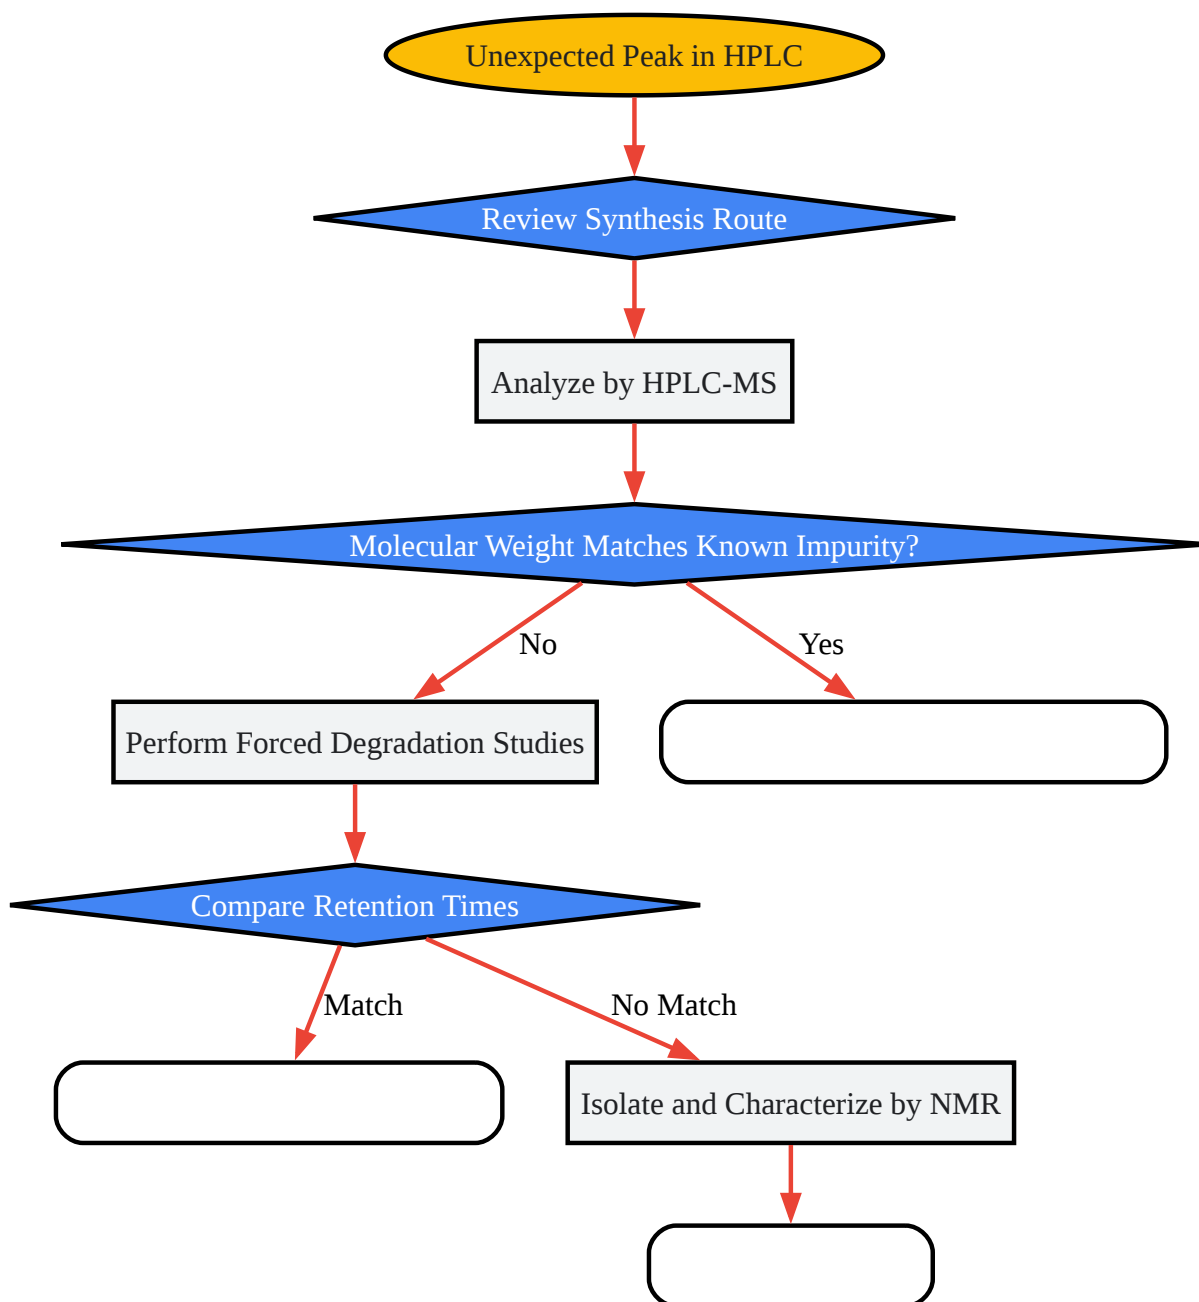 Unexpected Peak in HPLC
Review Synthesis Route
Analyze by HPLC-MS
Molecular Weight Matches Known Impurity?
No
Yes
Perform Forced Degradation Studies
Compare Retention Times
Match
No Match
Isolate and Characterize by NMR